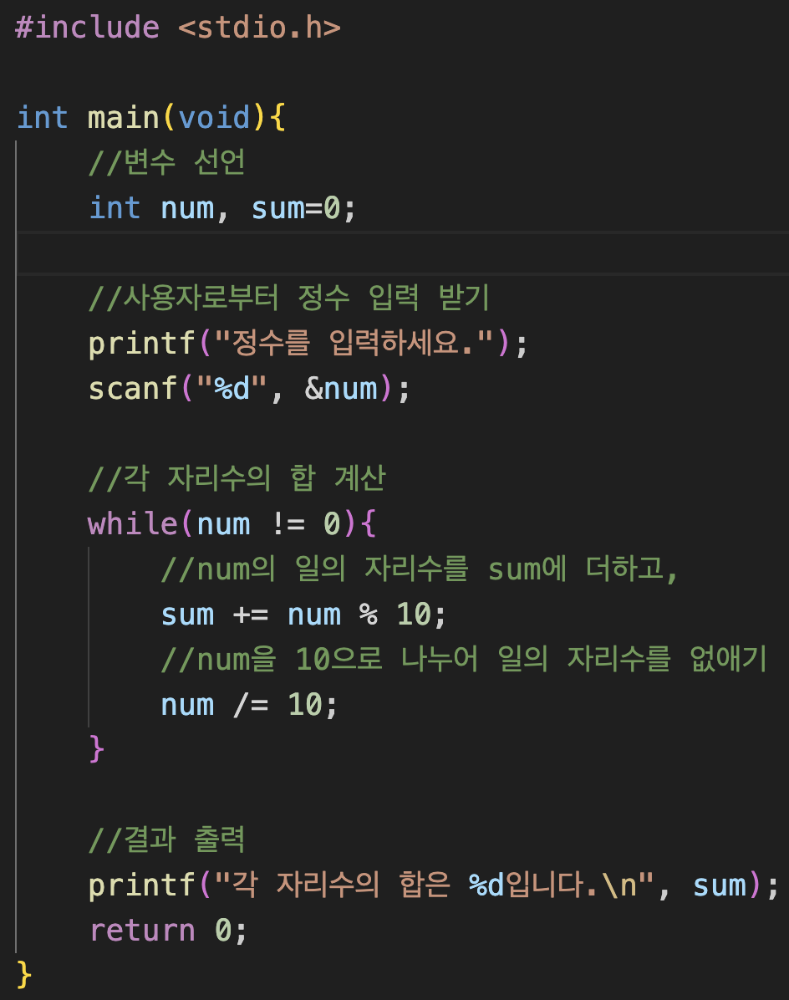 #include <stdio.h>
int main(void){
//변수 선언
int num, sum=0;
//사용자로부터 정수 입력 받기
printf("정수를 입력하세요.");
scanf("%d", &num);
//각 자리수의 합 계산
while(num != 0){
//num의 일의 자리수를 sum에 더하고,
sum += num % 10;
//num을 10으로 나누어 일의 자리수를 없애기
num /= 10;
}
//결과 출력
printf("각 자리수의 합은 %d입니다.\n", sum);
return 0;
}